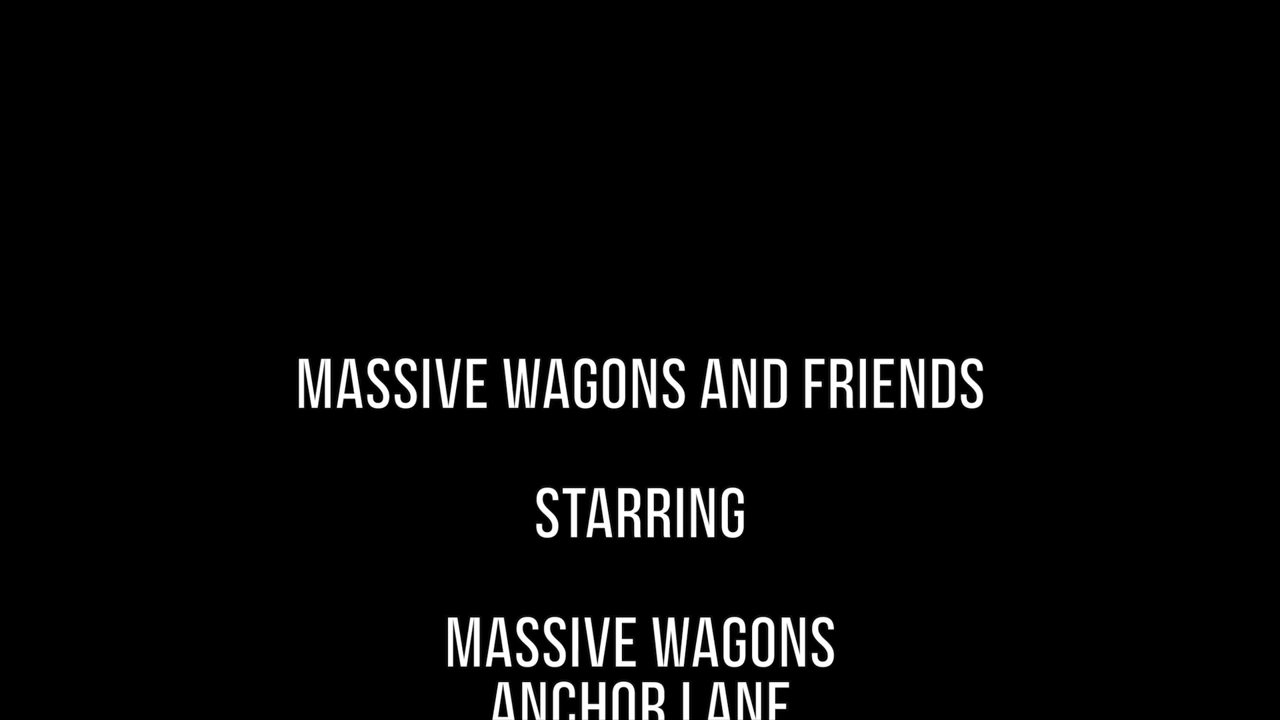 MASSIVE WAGONS AND FRIENDS
STARRING
MASSIVE WAGONS
ANCHOR LANE